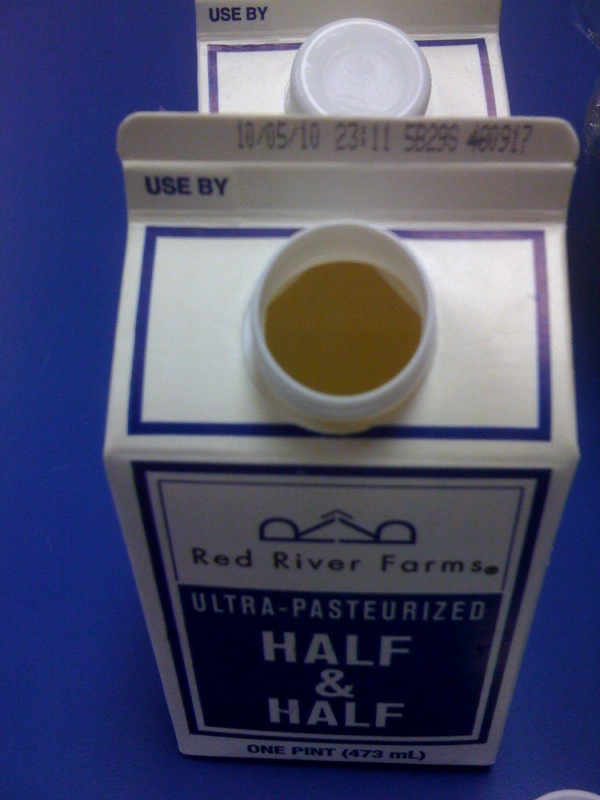 USE BY
10/05/10 23:11 5B296 480917
USE BY
Red River Farms®
ULTRA-PASTEURIZED
HALF
&
HALF
ONE PINT (473 mL)